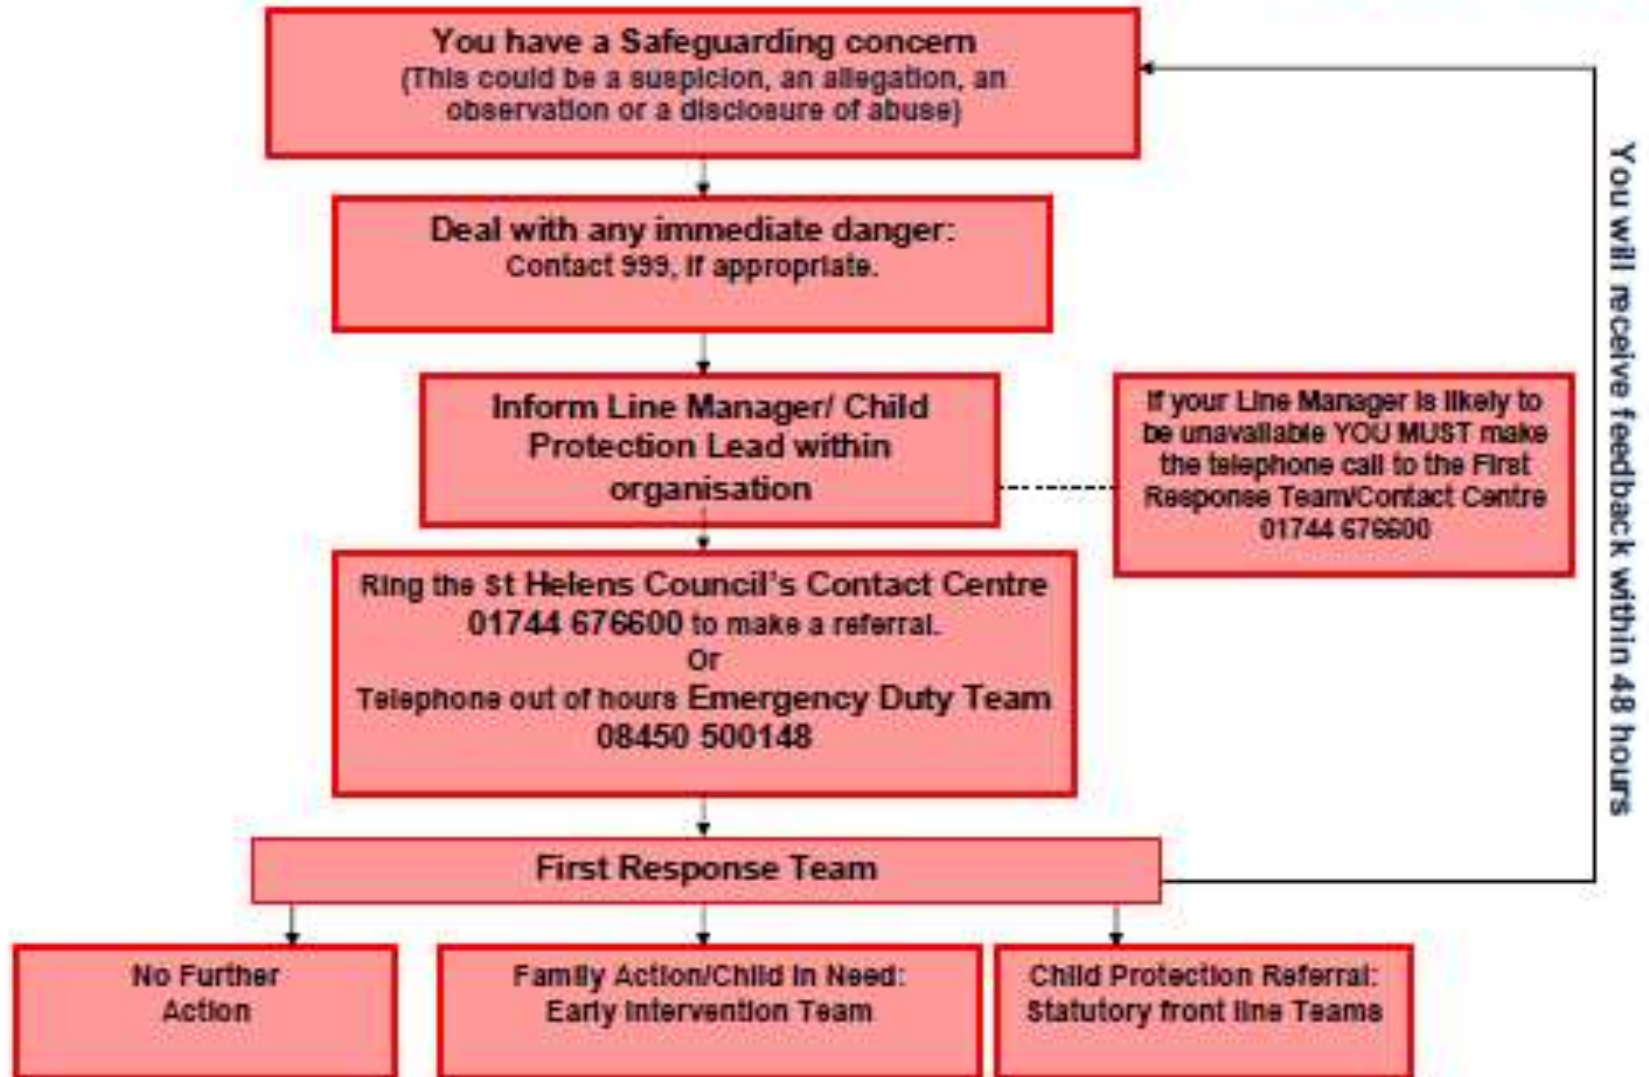 You have a Safeguarding concern
(This could be a suspicion, an allegation, an
observation or a disclosure of abuse)
Deal with any immediate danger:
Contact 999, if appropriate.
Inform Line Manager/ Child
Protection Lead within
organisation
If your Line Manager is likely to
be unavailable YOU MUST make
the telephone call to the First
Response Team/Contact Centre
01744 676600
Ring the St Helens Council's Contact Centre
01744 676600 to make a referral.
Or
Telephone out of hours Emergency Duty Team
08450 500148
You will receive feedback within 48 hours
First Response Team
No Further
Action
Family Action/Child In Need:
Early Intervention Team
Child Protection Referral:
Statutory front line Teams